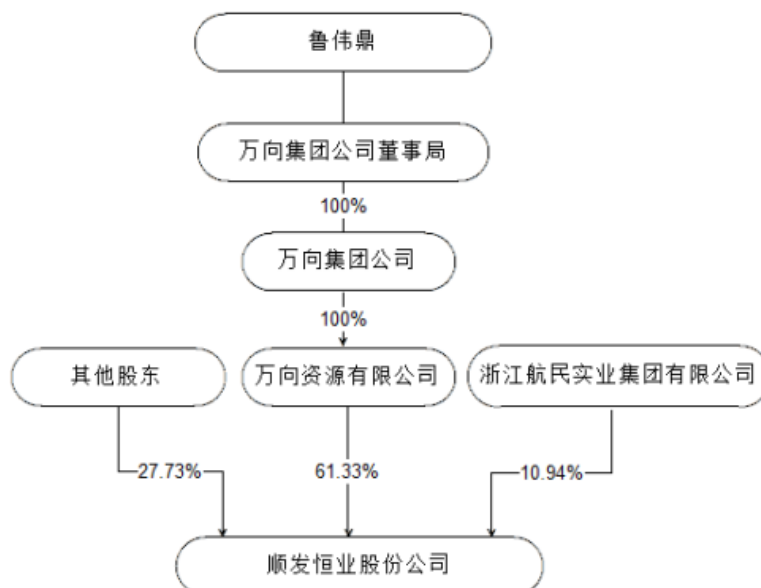 鲁伟鼎
万向集团公司董事局
100%
万向集团公司
100%
其他股东
万向资源有限公司
浙江航民实业集团有限公司
27.73%
61.33%
10.94%
顺发恒业股份公司